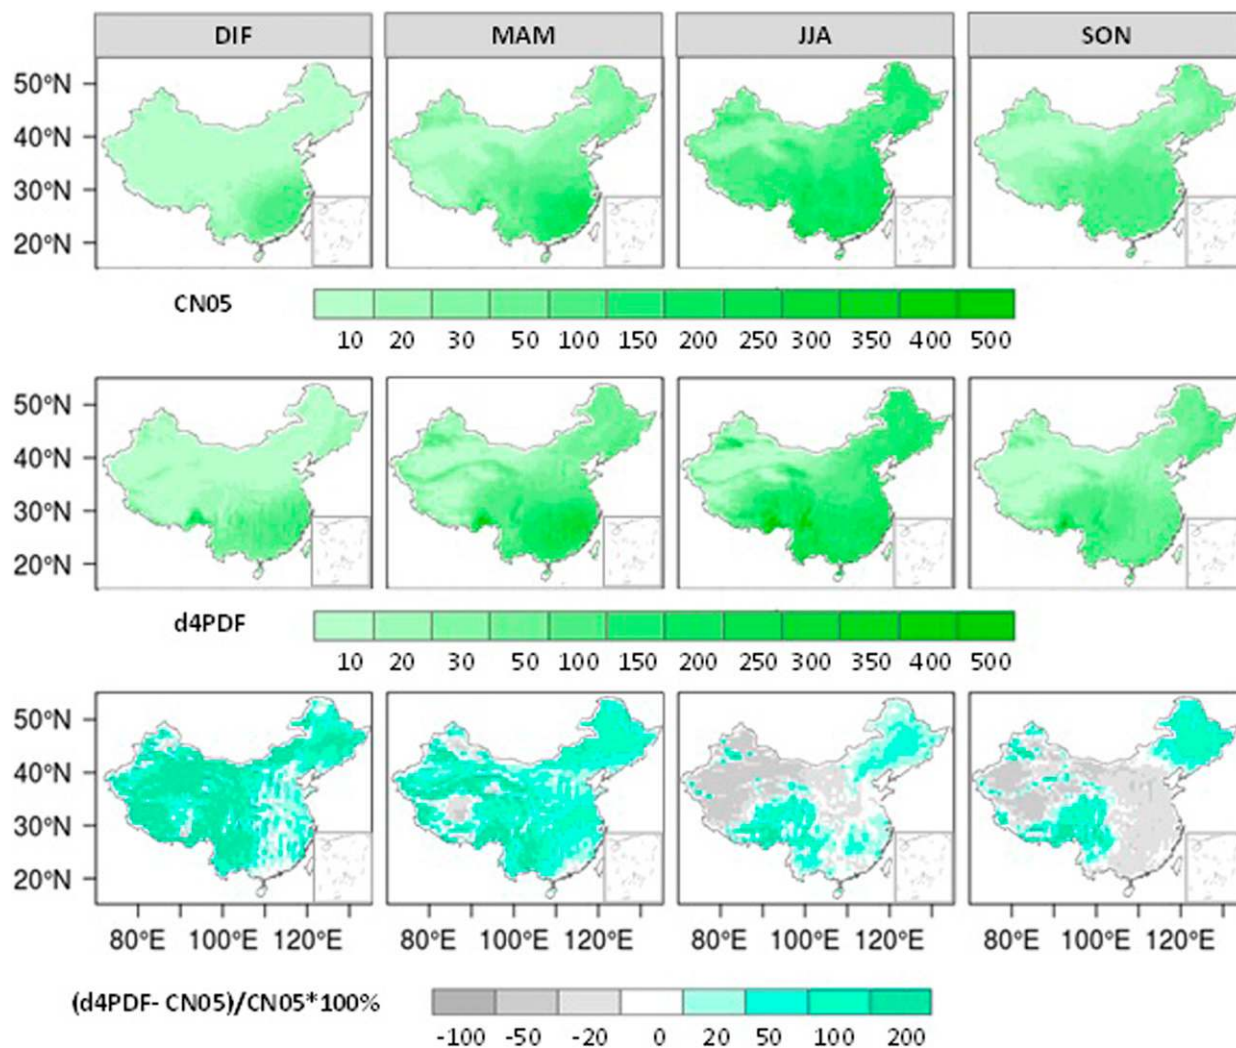 DIF MAM JJA SON
50°N
40°N
30°N
20°N
CN05
10 20 30 50 100 150 200 250 300 350 400 500
50°N
40°N
30°N
20°N
d4PDF
10 20 30 50 100 150 200 250 300 350 400 500
50°N
40°N
30°N
20°N
80°E 100°E 120°E 80°E 100°E 120°E 80°E 100°E 120°E 80°E 100°E 120°E
(d4PDF- CN05)/CN05*100%
-100 -50 -20 0 20 50 100 200